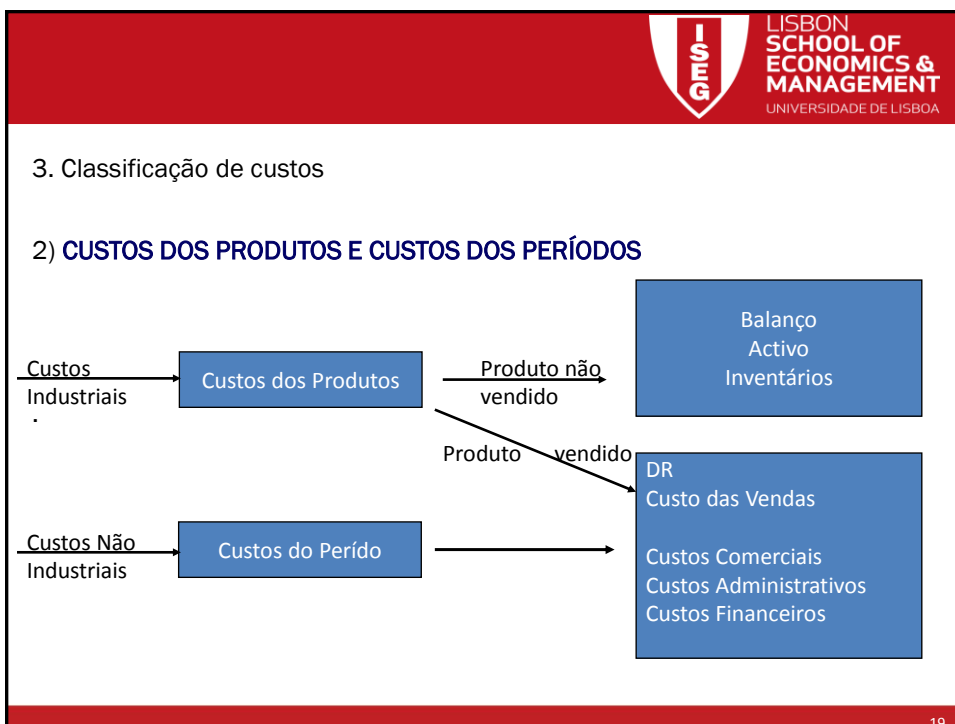 ISEG
LISBON
SCHOOL OF
ECONOMICS &
MANAGEMENT
UNIVERSIDADE DE LISBOA
3. Classificação de custos
2) CUSTOS DOS PRODUTOS E CUSTOS DOS PERÍODOS
Custos
Industriais
.
Custos dos Produtos
Produto não
vendido
Balanço
Activo
Inventários
Produto vendido
DR
Custo das Vendas
Custos Não
Industriais
Custos do Perído
Custos Comerciais
Custos Administrativos
Custos Financeiros
19